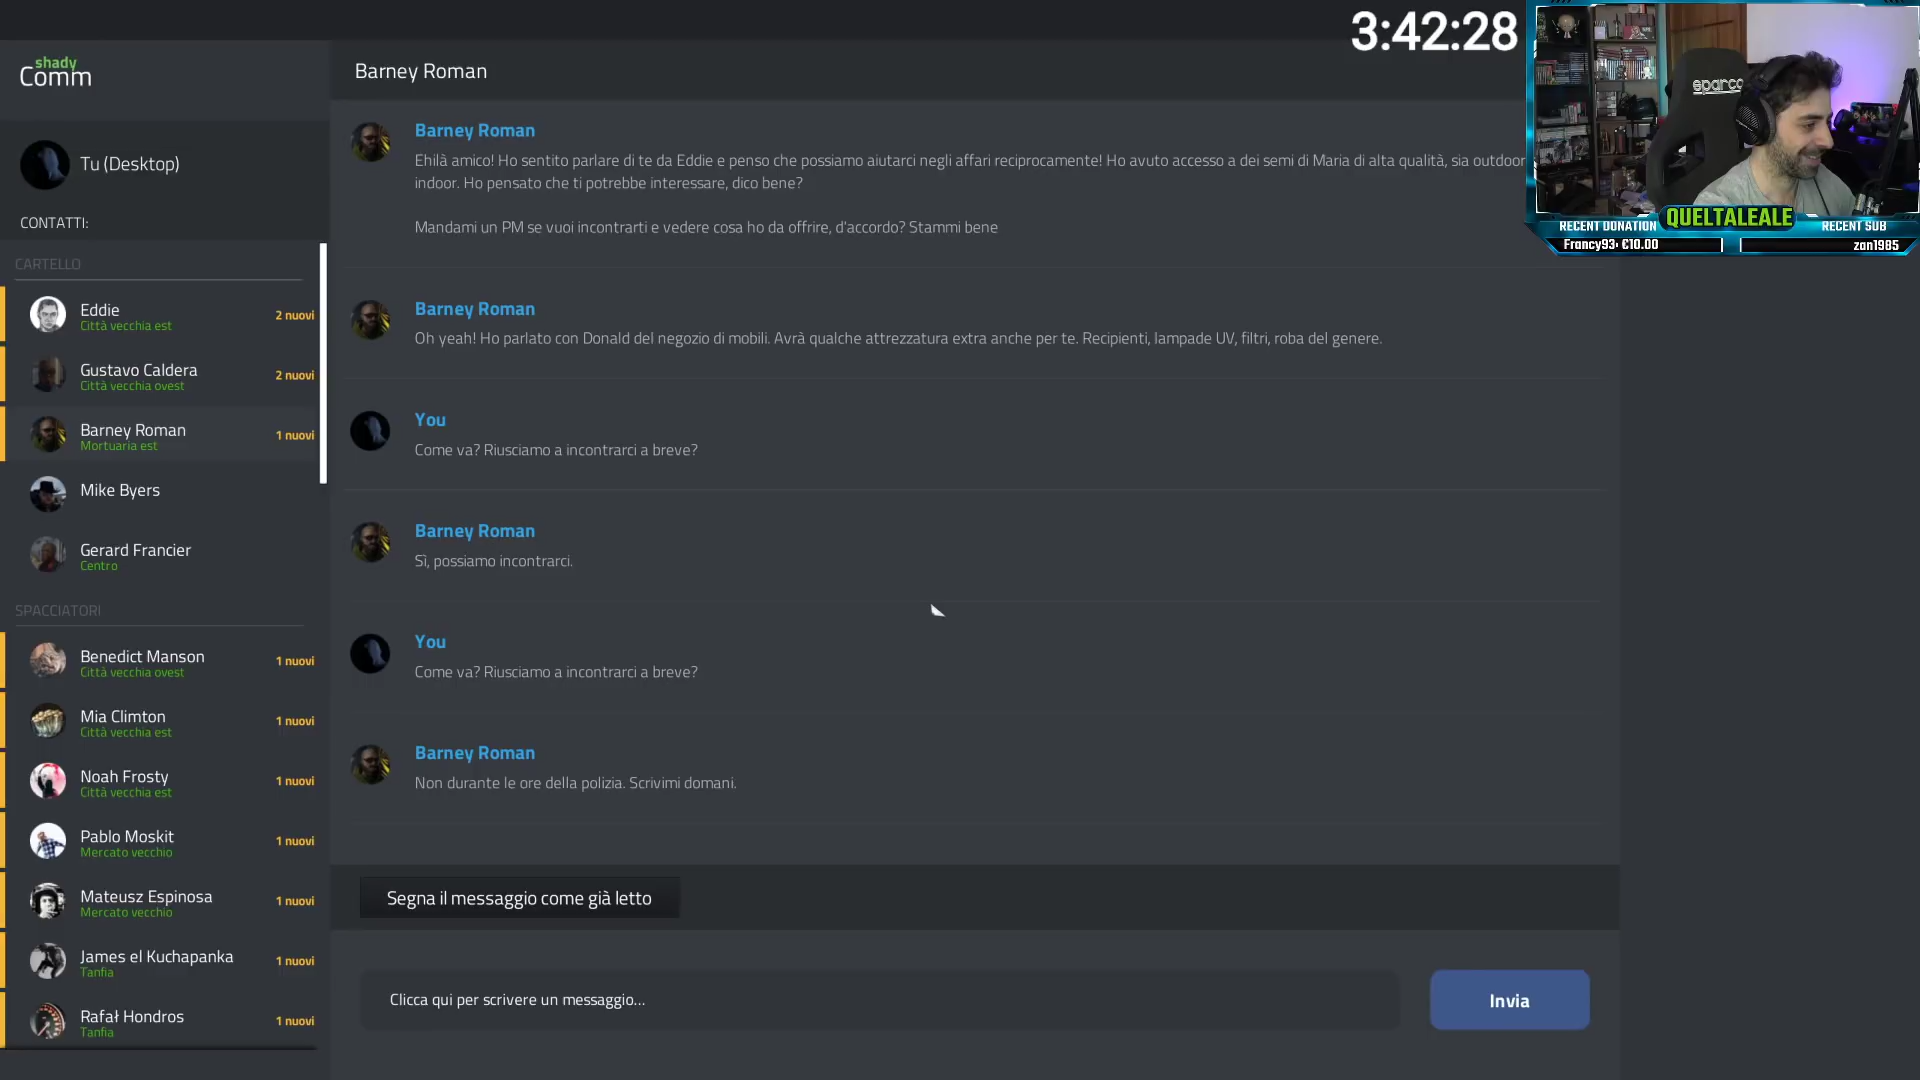 3:42:28
shady
Comm
Barney Roman
Tu (Desktop)
CONTATTI:
CARTELLO
Eddie
Città vecchia est
2 nuovi
Gustavo Caldera
Città vecchia ovest
2 nuovi
Barney Roman
Mortuaria est
1 nuovi
Mike Byers
Gerard Francier
Centro
SPACCIATORI
Benedict Manson
Città vecchia ovest
1 nuovi
Mia Climton
Città vecchia est
1 nuovi
Noah Frosty
Città vecchia est
1 nuovi
Pablo Moskit
Mercato vecchio
1 nuovi
Mateusz Espinosa
Mercato vecchio
1 nuovi
James el Kuchapanka
Tanfia
1 nuovi
Rafał Hondros
Tanfia
1 nuovi
Barney Roman
Ehilà amico! Ho sentito parlare di te da Eddie e penso che possiamo aiutarci negli affari reciprocamente! Ho avuto accesso a dei semi di Maria di alta qualità, sia outdoor
indoor. Ho pensato che ti potrebbe interessare, dico bene?
Mandami un PM se vuoi incontrarti e vedere cosa ho da offrire, d'accordo? Stammi bene
Barney Roman
Oh yeah! Ho parlato con Donald del negozio di mobili. Avrà qualche attrezzatura extra anche per te. Recipienti, lampade UV, filtri, roba del genere.
You
Come va? Riusciamo a incontrarci a breve?
Barney Roman
Sì, possiamo incontrarci.
You
Come va? Riusciamo a incontrarci a breve?
Barney Roman
Non durante le ore della polizia. Scrivimi domani.
Segna il messaggio come già letto
Clicca qui per scrivere un messaggio...
Invia
sparco
QUELTALEALE
RECENT DONATION
RECENT SUB
Francy93: €10.00
zan1985